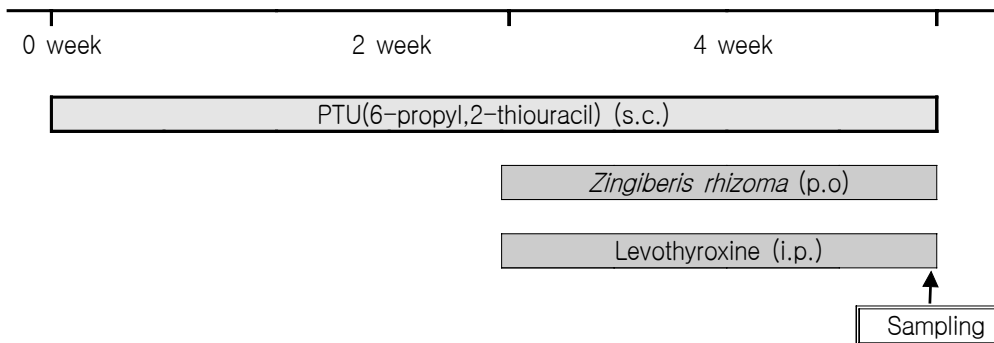 0 week 2 week 4 week
PTU(6-propyl,2-thiouracil) (s.c.)
Zingiberis rhizoma (p.o)
Levothyroxine (i.p.)
Sampling